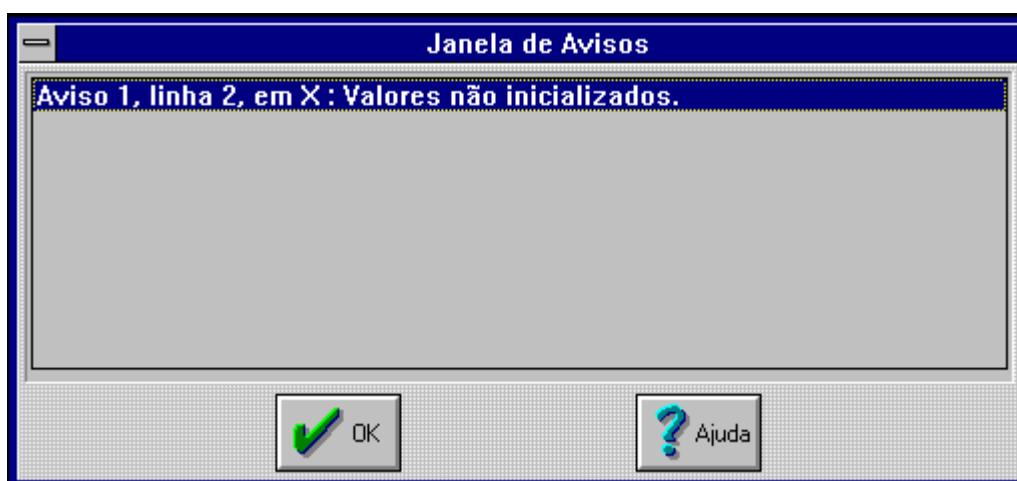 Janela de Avisos
Aviso 1, linha 2, em X : Valores não inicializados.
OK
Ajuda